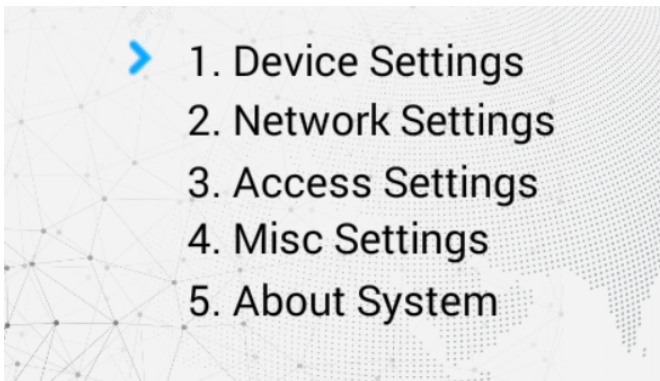 1. Device Settings
2. Network Settings
3. Access Settings
4. Misc Settings
5. About System